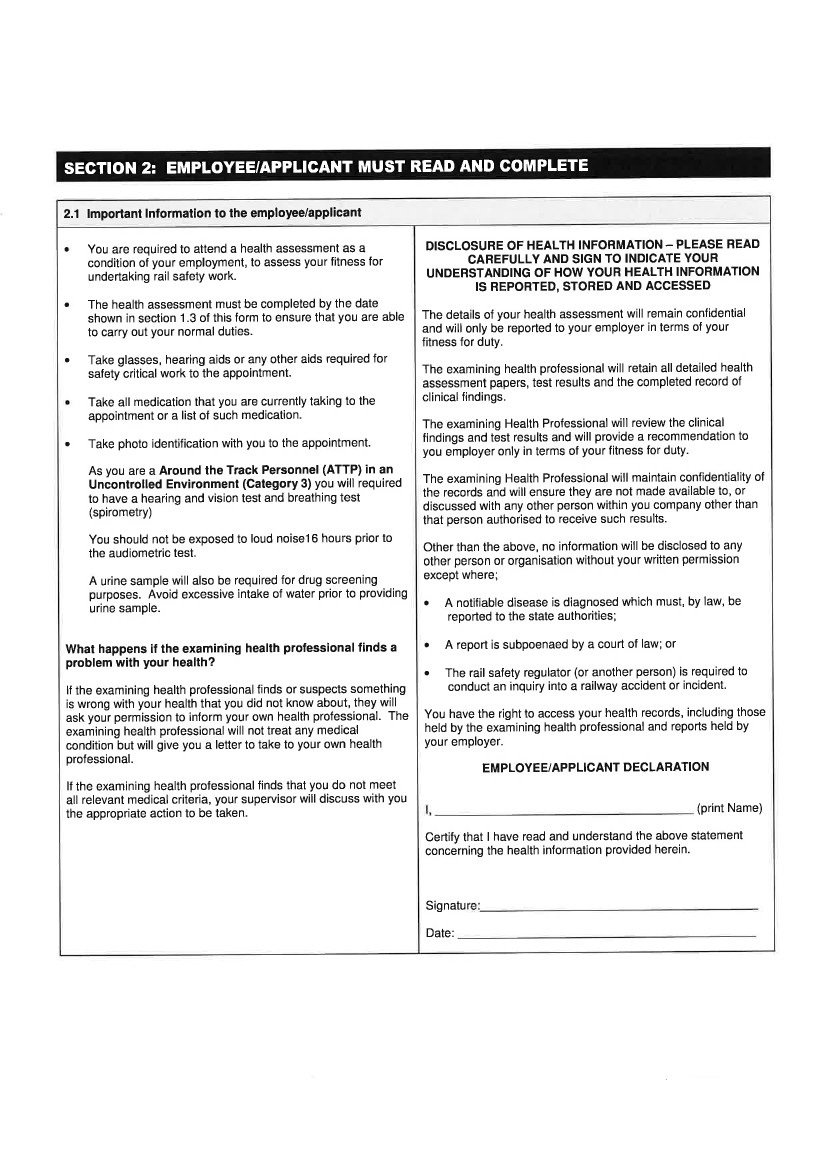 SECTION 2: EMPLOYEE/APPLICANT MUST READ AND COMPLETE
2.1 Important Information to the employee/applicant
• You are required to attend a health assessment as a
condition of your employment, to assess your fitness for
undertaking rail safety work.
• The health assessment must be completed by the date
shown in section 1.3 of this form to ensure that you are able
to carry out your normal duties.
• Take glasses, hearing aids or any other aids required for
safety critical work to the appointment.
• Take all medication that you are currently taking to the
appointment or a list of such medication.
• Take photo identification with you to the appointment.
As you are a Around the Track Personnel (ATTP) in an
Uncontrolled Environment (Category 3) you will required
to have a hearing and vision test and breathing test
(spirometry)
You should not be exposed to loud noise16 hours prior to
the audiometric test.
A urine sample will also be required for drug screening
purposes. Avoid excessive intake of water prior to providing
urine sample.
What happens if the examining health professional finds a
problem with your health?
If the examining health professional finds or suspects something
is wrong with your health that you did not know about, they will
ask your permission to inform your own health professional. The
examining health professional will not treat any medical
condition but will give you a letter to take to your own health
professional.
If the examining health professional finds that you do not meet
all relevant medical criteria, your supervisor will discuss with you
the appropriate action to be taken.
DISCLOSURE OF HEALTH INFORMATION – PLEASE READ
CAREFULLY AND SIGN TO INDICATE YOUR
UNDERSTANDING OF HOW YOUR HEALTH INFORMATION
IS REPORTED, STORED AND ACCESSED
The details of your health assessment will remain confidential
and will only be reported to your employer in terms of your
fitness for duty.
The examining health professional will retain all detailed health
assessment papers, test results and the completed record of
clinical findings.
The examining Health Professional will review the clinical
findings and test results and will provide a recommendation to
you employer only in terms of your fitness for duty.
The examining Health Professional will maintain confidentiality of
the records and will ensure they are not made available to, or
discussed with any other person within you company other than
that person authorised to receive such results.
Other than the above, no information will be disclosed to any
other person or organisation without your written permission
except where;
• A notifiable disease is diagnosed which must, by law, be
reported to the state authorities;
• A report is subpoenaed by a court of law; or
• The rail safety regulator (or another person) is required to
conduct an inquiry into a railway accident or incident.
You have the right to access your health records, including those
held by the examining health professional and reports held by
your employer.
EMPLOYEE/APPLICANT DECLARATION
I, ______________________________________ (print Name)
Certify that I have read and understand the above statement
concerning the health information provided herein.
Signature:_________________________________________
Date: ____________________________________________